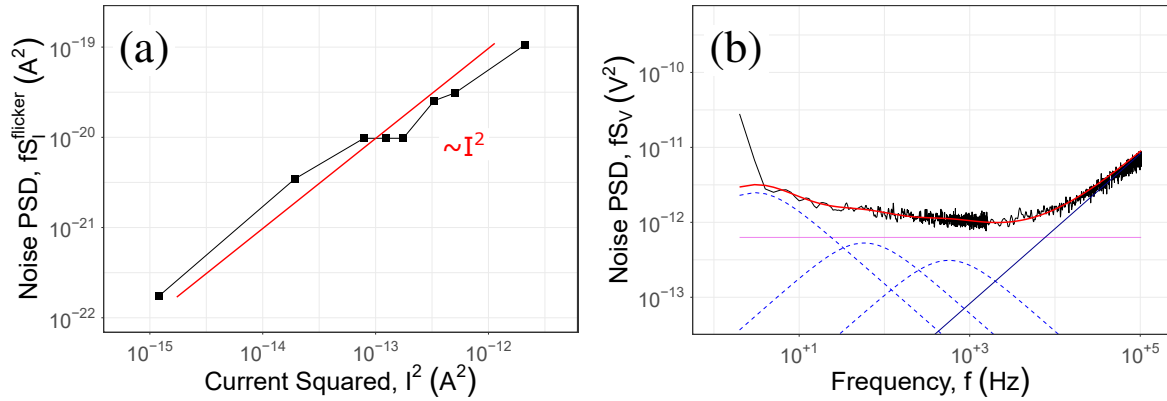 (a)
Noise PSD, fS_I^flicker (A^2)
10^-19
10^-20
10^-21
10^-22
~I^2
10^-15
10^-14
10^-13
10^-12
Current Squared, I^2 (A^2)
(b)
Noise PSD, fS_V (V^2)
10^-10
10^-11
10^-12
10^-13
10^+1
10^+3
10^+5
Frequency, f (Hz)